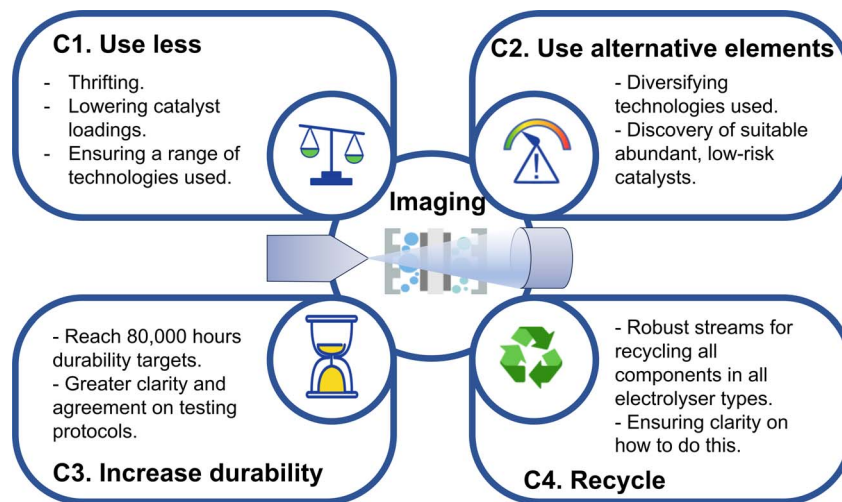 C1. Use less
- Thrifting.
- Lowering catalyst
loadings.
- Ensuring a range of
technologies used.
C2. Use alternative elements
- Diversifying
technologies used.
- Discovery of suitable
abundant, low-risk
catalysts.
Imaging
- Reach 80,000 hours
durability targets.
- Greater clarity and
agreement on testing
protocols.
C3. Increase durability
- Robust streams for
recycling all
components in all
electrolyser types.
- Ensuring clarity on
how to do this.
C4. Recycle